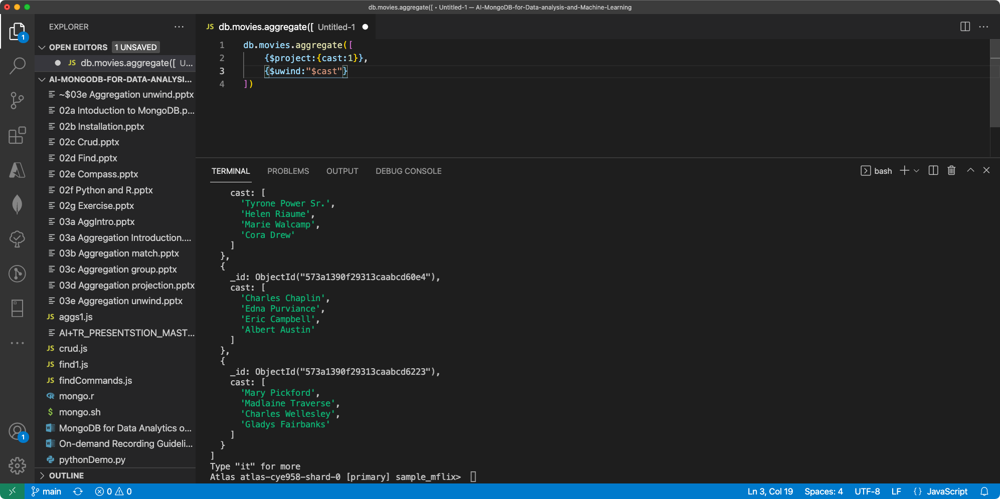 db.movies.aggregate([ • Untitled-1 — AI-MongoDB-for-Data-analysis-and-Machine-Learning
EXPLORER
OPEN EDITORS 1 UNSAVED
JS db.movies.aggregate([ U...
AI-MONGODB-FOR-DATA-ANALYSI...
~$03e Aggregation unwind.pptx
02a Intoduction to MongoDB.p...
02b Installation.pptx
02c Crud.pptx
02d Find.pptx
02e Compass.pptx
02f Python and R.pptx
02g Exercise.pptx
03a AggIntro.pptx
03a Aggregation Introduction....
03b Aggregation match.pptx
03c Aggregation group.pptx
03d Aggregation projection.pptx
03e Aggregation unwind.pptx
JS aggs1.js
AI+TR_PRESENTSTION_MAST...
JS crud.js
JS find1.js
JS findCommands.js
R mongo.r
$ mongo.sh
W MongoDB for Data Analytics o...
W On-demand Recording Guideli...
pythonDemo.py
OUTLINE
1
1
JS db.movies.aggregate([ Untitled-1
1 db.movies.aggregate([
2 {$project:{cast:1}},
3 {$uwind:"$cast"}
4 ])
TERMINAL PROBLEMS OUTPUT DEBUG CONSOLE
bash
cast: [
'Tyrone Power Sr.',
'Helen Riaume',
'Marie Walcamp',
'Cora Drew'
]
},
{
_id: ObjectId("573a1390f29313caabcd60e4"),
cast: [
'Charles Chaplin',
'Edna Purviance',
'Eric Campbell',
'Albert Austin'
]
},
{
_id: ObjectId("573a1390f29313caabcd6223"),
cast: [
'Mary Pickford',
'Madlaine Traverse',
'Charles Wellesley',
'Gladys Fairbanks'
]
}
]
Type "it" for more
Atlas atlas-cye958-shard-0 [primary] sample_mflix>
main 0 0
Ln 3, Col 19 Spaces: 4 UTF-8 LF {} JavaScript